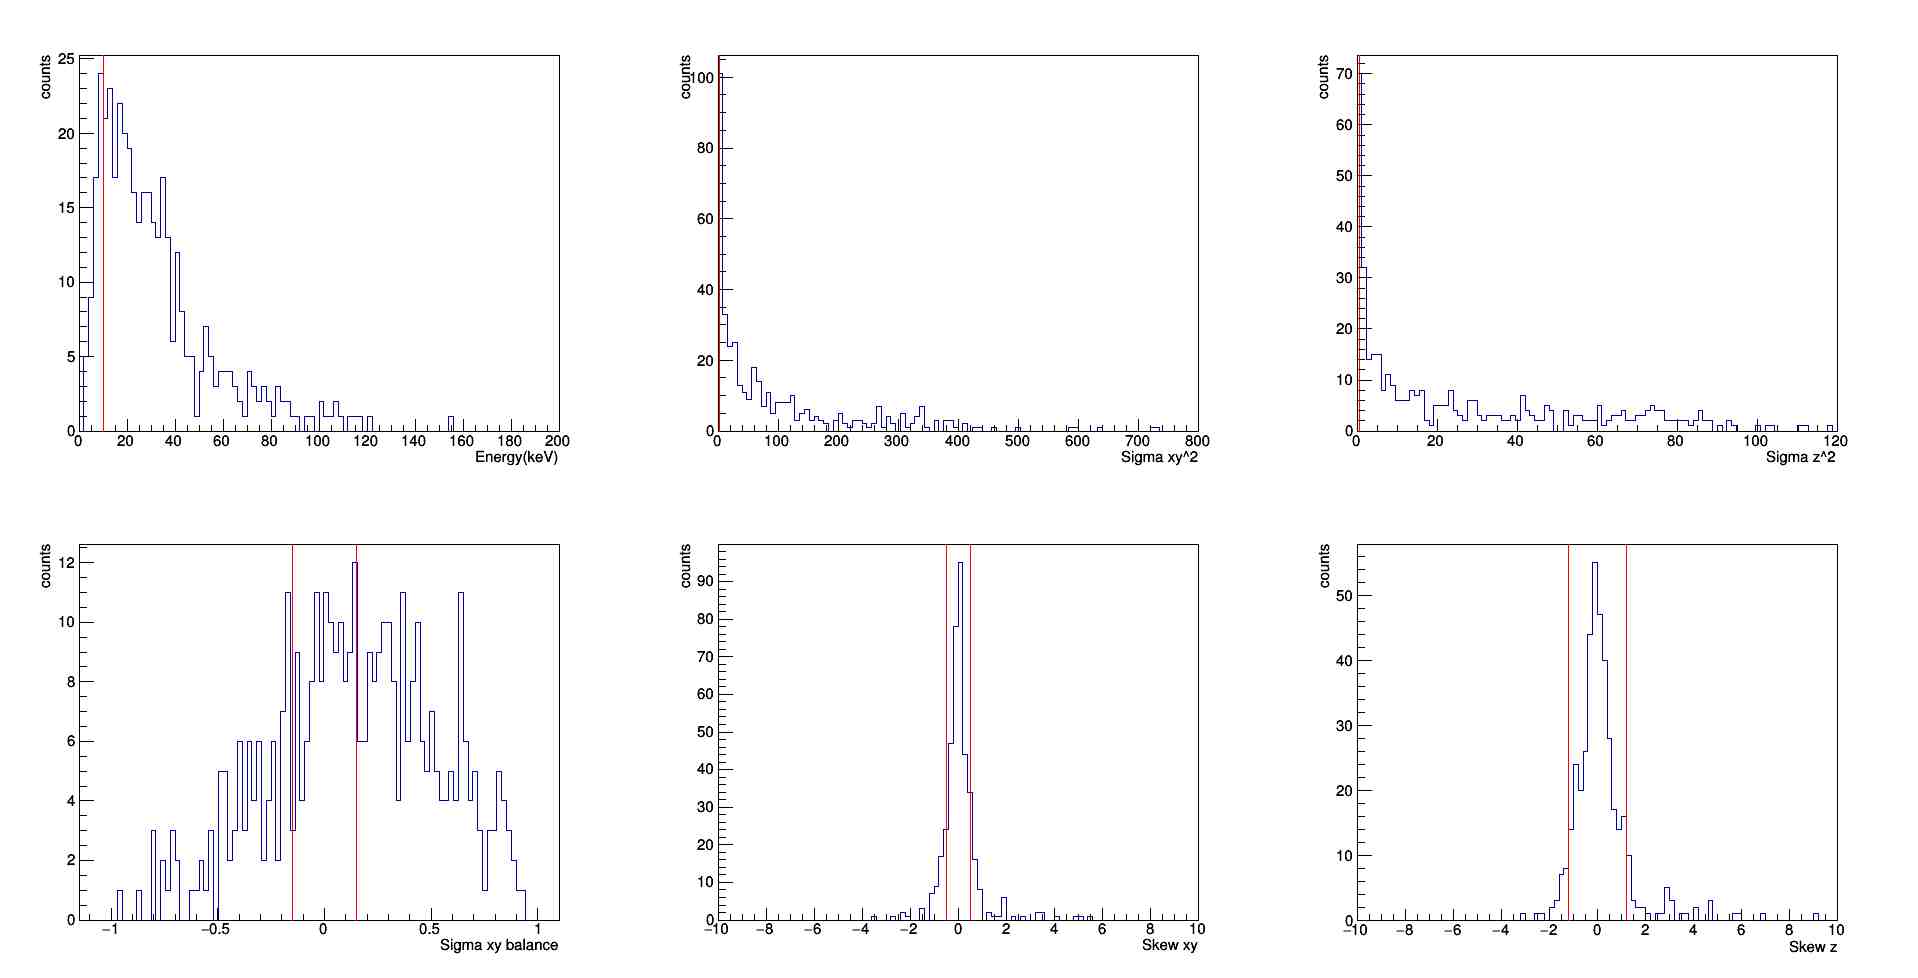 counts
25
20
15
10
5
0
0 20 40 60 80 100 120 140 160 180 200
Energy(keV)
counts
100
80
60
40
20
0
0 100 200 300 400 500 600 700 800
Sigma xy^2
counts
70
60
50
40
30
20
10
0
0 20 40 60 80 100 120
Sigma z^2
counts
12
10
8
6
4
2
0
−1 −0.5 0 0.5 1
Sigma xy balance
counts
90
80
70
60
50
40
30
20
10
0
−10 −8 −6 −4 −2 0 2 4 6 8 10
Skew xy
counts
50
40
30
20
10
0
−10 −8 −6 −4 −2 0 2 4 6 8 10
Skew z